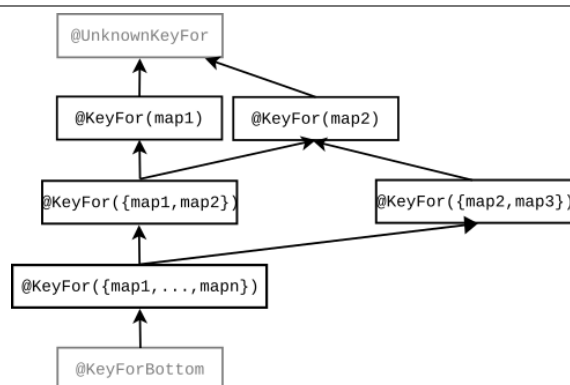 @UnknownKeyFor
@KeyFor(map1)
@KeyFor(map2)
@KeyFor({map1,map2})
@KeyFor({map2,map3})
@KeyFor({map1,...,mapn})
@KeyForBottom